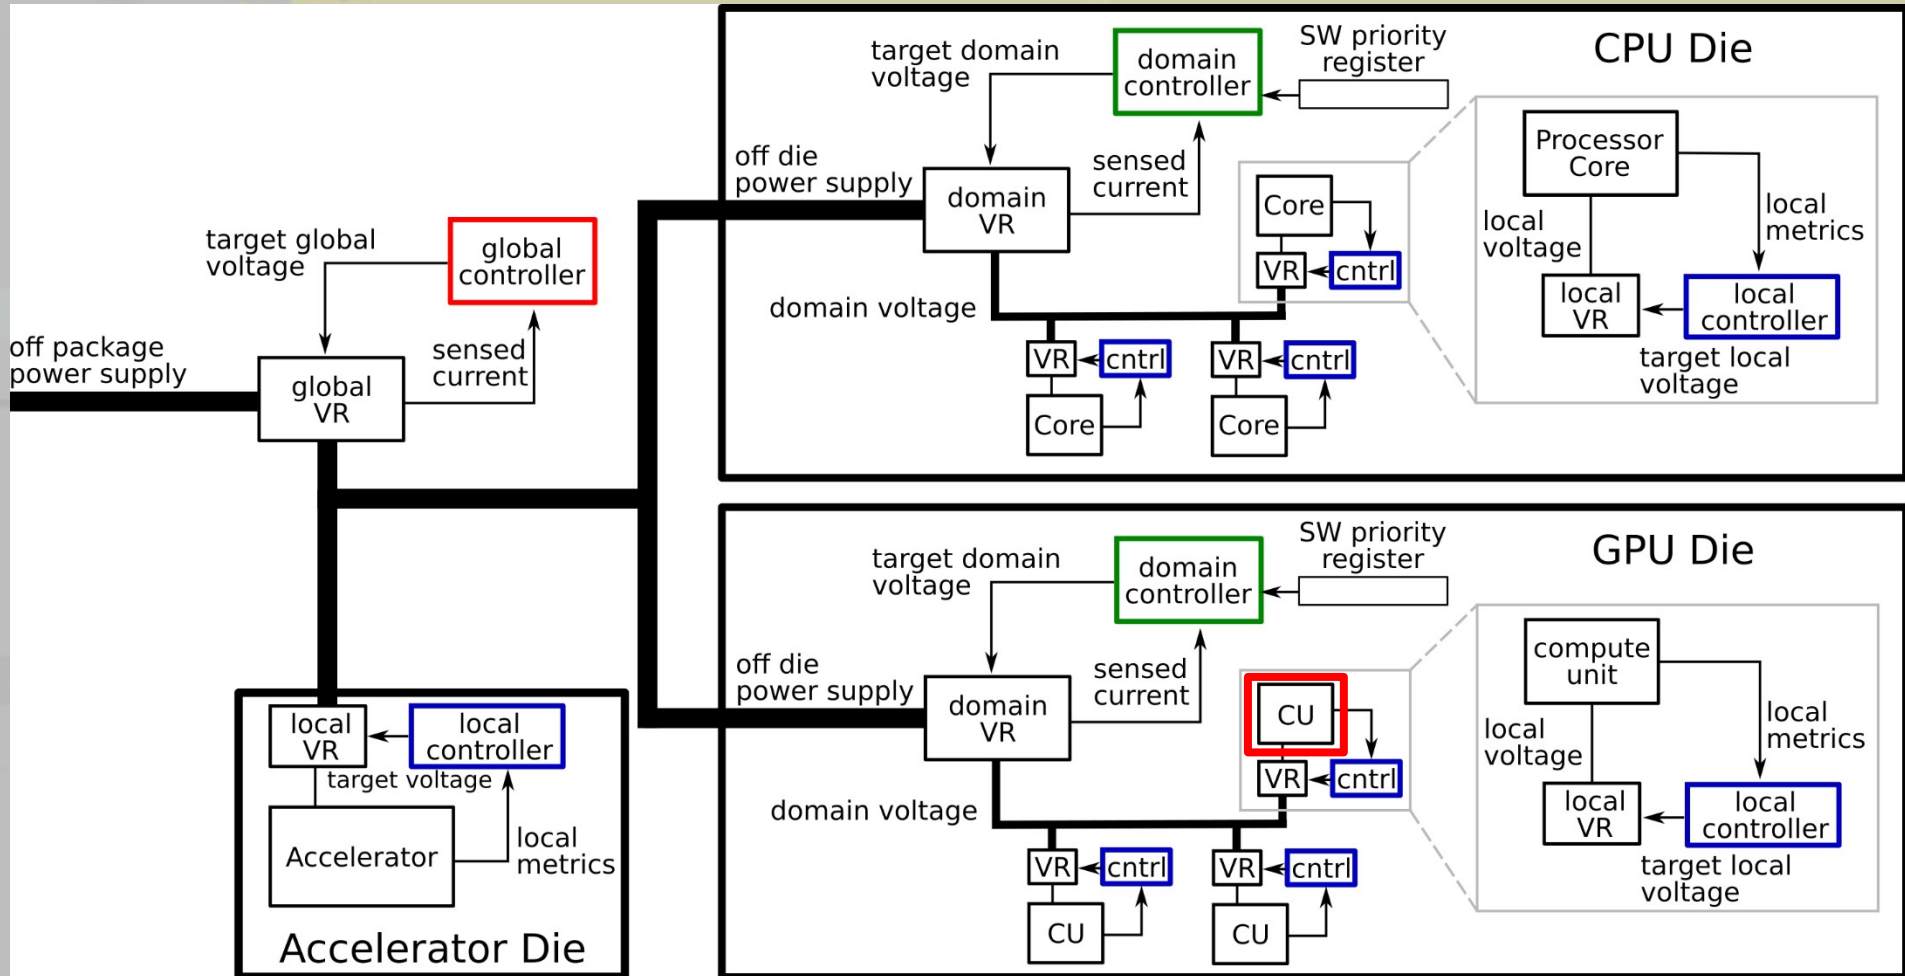 off package
power supply
global
VR
target global
voltage
global
controller
sensed
current
CPU Die
target domain
voltage
domain
controller
SW priority
register
off die
power supply
domain
VR
sensed
current
domain voltage
Core
VR
cntrl
VR
cntrl
Core
VR
cntrl
Core
Processor
Core
local
voltage
local
metrics
local
VR
local
controller
target local
voltage
GPU Die
target domain
voltage
domain
controller
SW priority
register
off die
power supply
domain
VR
sensed
current
domain voltage
CU
VR
cntrl
VR
cntrl
CU
VR
cntrl
CU
compute
unit
local
voltage
local
metrics
local
VR
local
controller
target local
voltage
local
VR
local
controller
target voltage
Accelerator
local
metrics
Accelerator Die